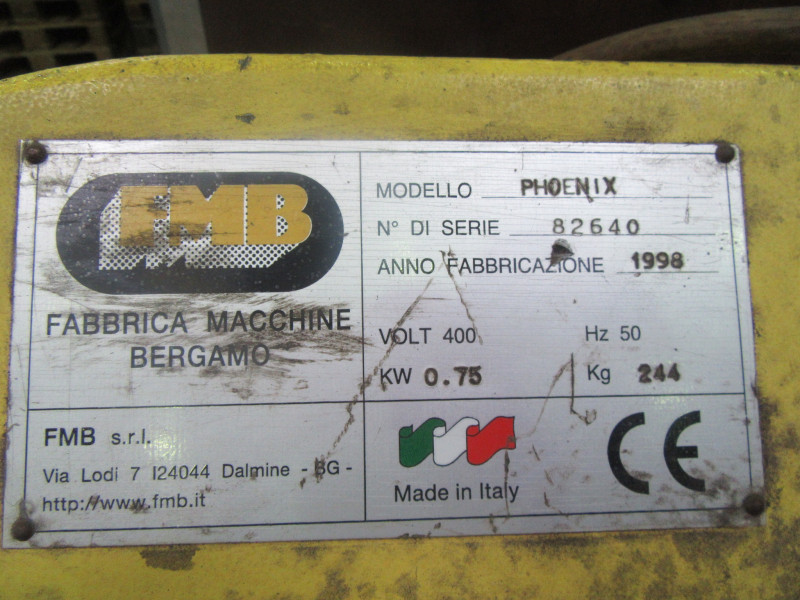 FMB
FABBRICA MACCHINE
BERGAMO
MODELLO PHOENIX
N° DI SERIE 82640
ANNO FABBRICAZIONE 1998
VOLT 400 Hz 50
KW 0.75 Kg 244
FMB s.r.l.
Via Lodi 7 I24044 Dalmine - BG -
http://www.fmb.it
Made in Italy
CE